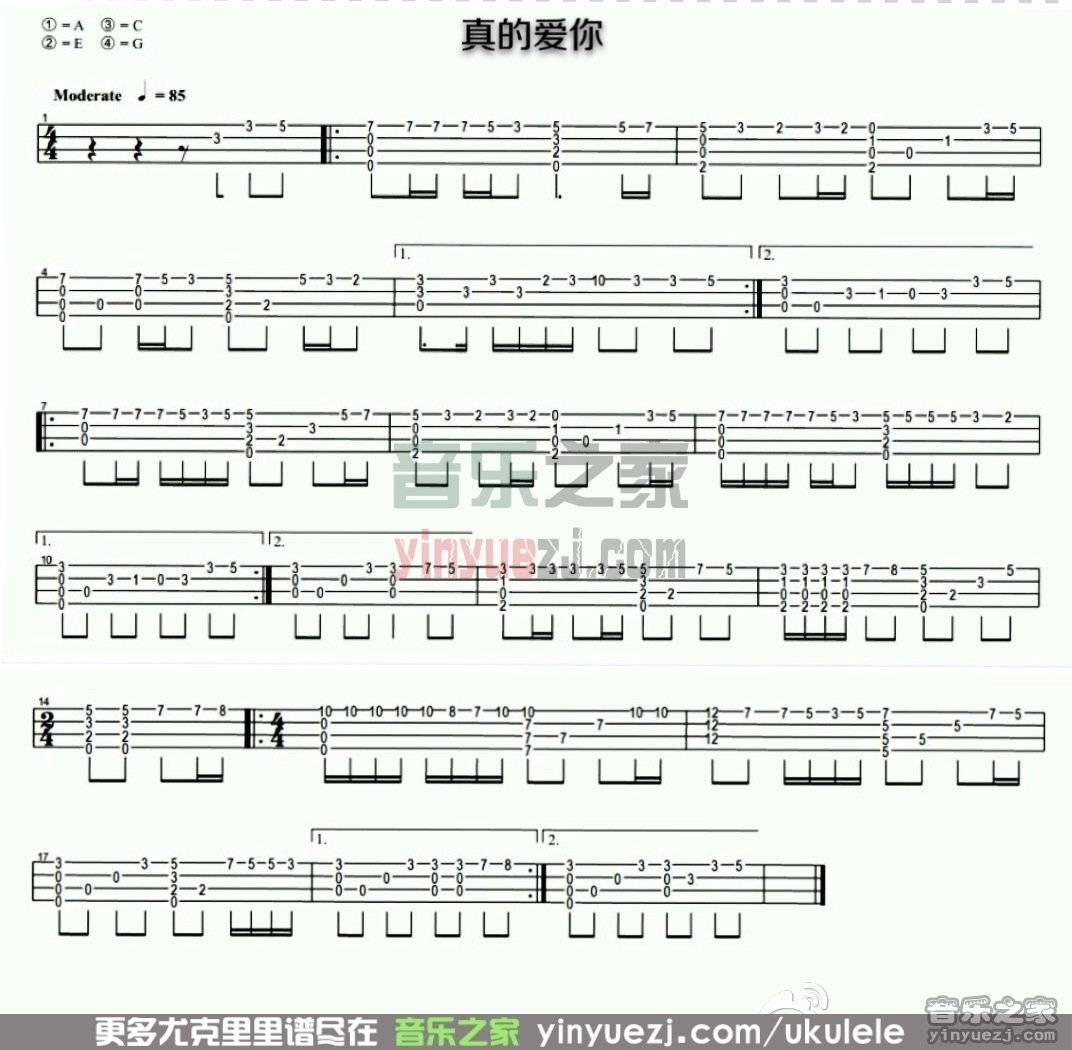 ①=A ③=C
②=E ④=G
真的爱你
Moderate ♩ = 85
1
4
1.
2.
7
音乐之家
yinyuezj.com
1.
2.
10
14
17
1.
2.
更多尤克里里谱尽在 音乐之家 yinyuezj.com/ukulele
音乐之家
yinyuezj.com